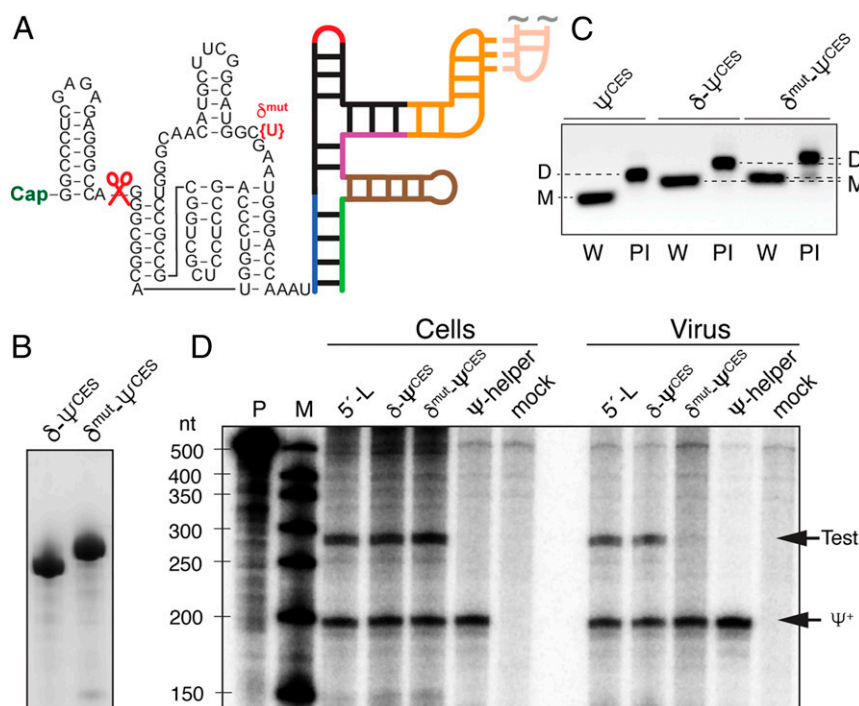 A
Cap
δmut
{U}
AAAU
B
δ-ΨCES
δmut-ΨCES
C
ΨCES δ-ΨCES δmut-ΨCES
D D
M M
W PI W PI W PI
D
Cells Virus
nt P M 5´-L δ-ΨCES δmut-ΨCES Ψ-helper mock 5´-L δ-ΨCES δmut-ΨCES Ψ-helper mock
500
400
350
300
Test
250
200
Ψ+
150